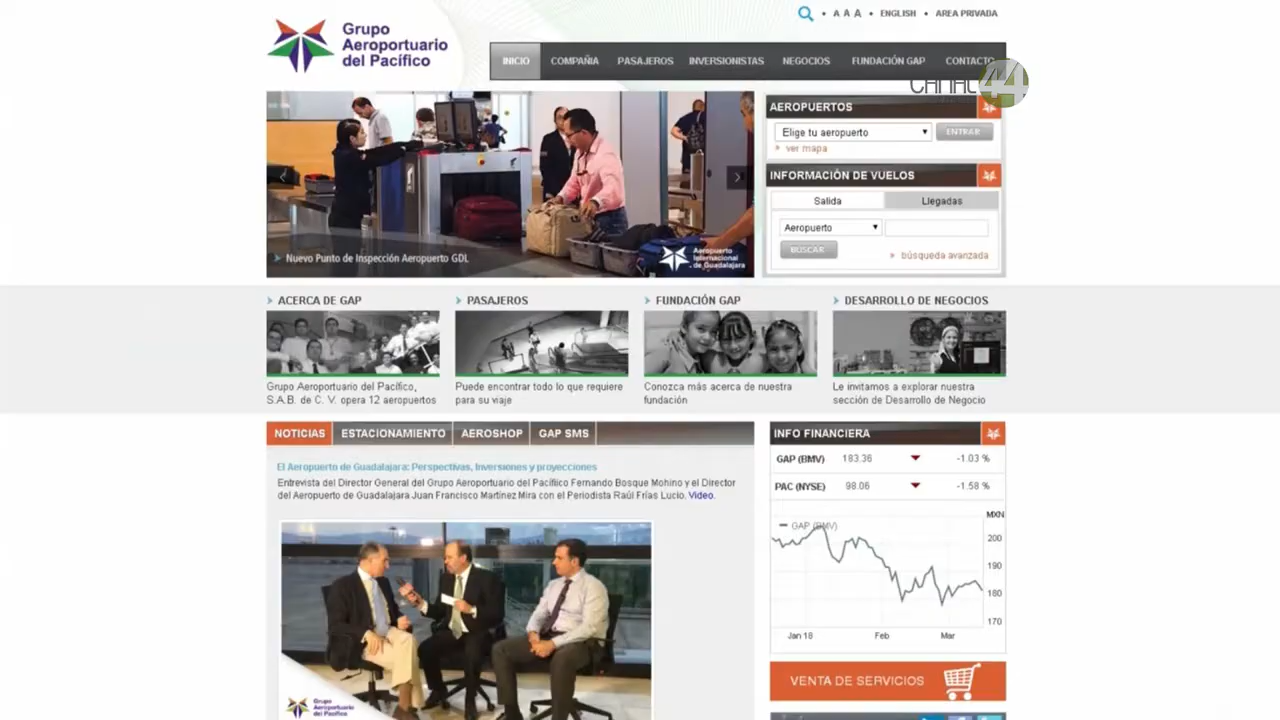 A A A
ENGLISH
AREA PRIVADA
Grupo
Aeroportuario
del Pacífico
INICIO
COMPAÑIA
PASAJEROS
INVERSIONISTAS
NEGOCIOS
FUNDACIÓN GAP
CONTACTO
CANAL 44
AEROPUERTOS
Elige tu aeropuerto
ENTRAR
ver mapa
INFORMACIÓN DE VUELOS
Salida
Llegadas
Aeropuerto
BUSCAR
búsqueda avanzada
Nuevo Punto de Inspección Aeropuerto GDL
Aeropuerto
Internacional
de Guadalajara
ACERCA DE GAP
Grupo Aeroportuario del Pacífico,
S.A.B. de C. V. opera 12 aeropuertos
PASAJEROS
Puede encontrar todo lo que requiere
para su viaje
FUNDACIÓN GAP
Conozca más acerca de nuestra
fundación
DESARROLLO DE NEGOCIOS
Le invitamos a explorar nuestra
sección de Desarrollo de Negocio
NOTICIAS
ESTACIONAMIENTO
AEROSHOP
GAP SMS
El Aeropuerto de Guadalajara: Perspectivas, Inversiones y proyecciones
Entrevista del Director General del Grupo Aeroportuario del Pacífiico Fernando Bosque Mohino y el Director
del Aeropuerto de Guadalajara Juan Francisco Martínez Mira con el Periodista Raúl Frías Lucio. Video.
Grupo
Aeroportuario
del Pacífico
INFO FINANCIERA
GAP (BMV) 183.36 -1.03 %
PAC (NYSE) 98.06 -1.58 %
MXN
GAP (BMV)
200
190
180
170
Jan 18 Feb Mar
VENTA DE SERVICIOS